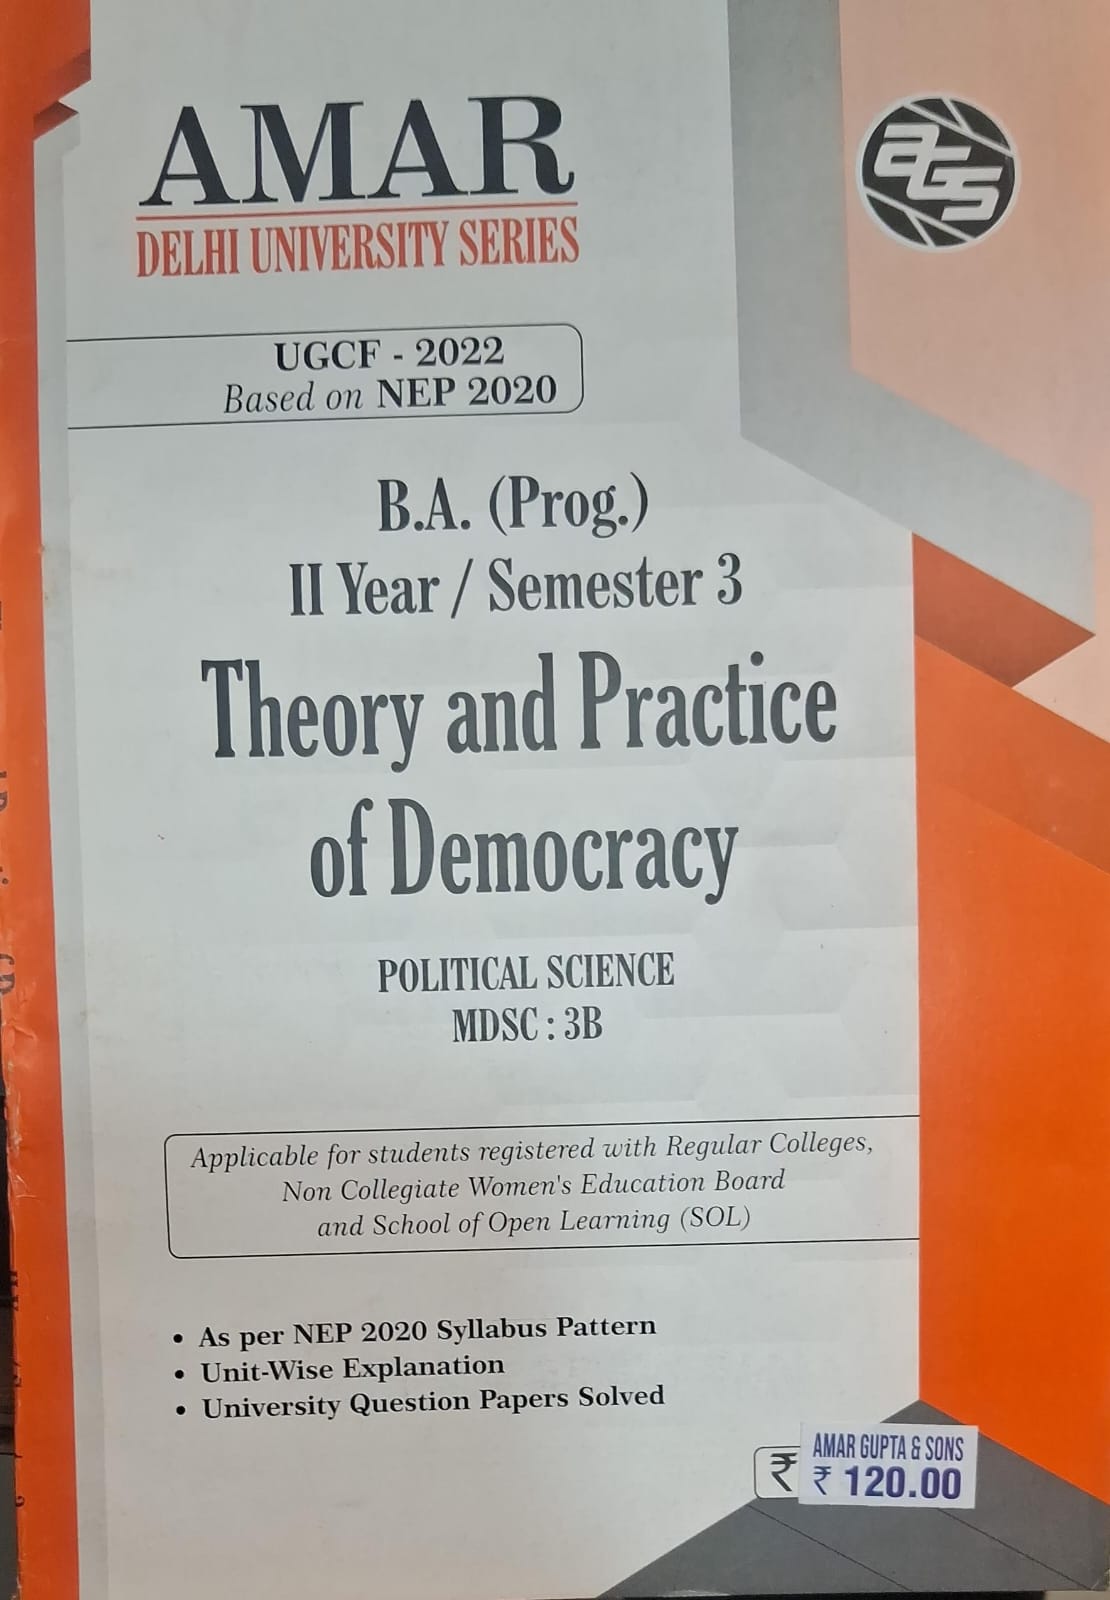 AMAR
DELHI UNIVERSITY SERIES
aGS
UGCF - 2022
Based on NEP 2020
B.A. (Prog.)
II Year / Semester 3
Theory and Practice
of Democracy
POLITICAL SCIENCE
MDSC : 3B
Applicable for students registered with Regular Colleges,
Non Collegiate Women's Education Board
and School of Open Learning (SOL)
• As per NEP 2020 Syllabus Pattern
• Unit-Wise Explanation
• University Question Papers Solved
₹
AMAR GUPTA & SONS
₹ 120.00